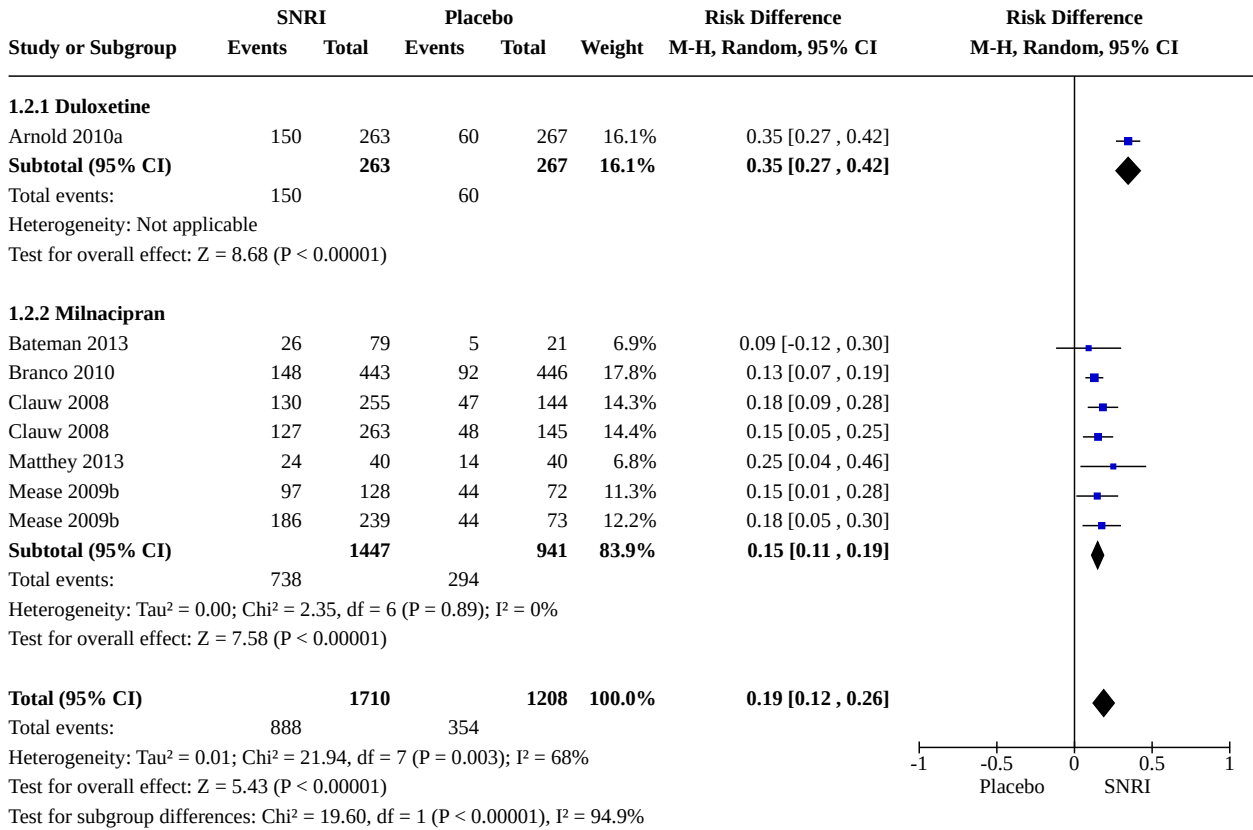 SNRI Placebo Risk Difference Risk Difference
Study or Subgroup Events Total Events Total Weight M-H, Random, 95% CI M-H, Random, 95% CI
1.2.1 Duloxetine
Arnold 2010a 150 263 60 267 16.1% 0.35 [0.27 , 0.42]
Subtotal (95% CI) 263 267 16.1% 0.35 [0.27 , 0.42]
Total events: 150 60
Heterogeneity: Not applicable
Test for overall effect: Z = 8.68 (P < 0.00001)
1.2.2 Milnacipran
Bateman 2013 26 79 5 21 6.9% 0.09 [-0.12 , 0.30]
Branco 2010 148 443 92 446 17.8% 0.13 [0.07 , 0.19]
Clauw 2008 130 255 47 144 14.3% 0.18 [0.09 , 0.28]
Clauw 2008 127 263 48 145 14.4% 0.15 [0.05 , 0.25]
Matthey 2013 24 40 14 40 6.8% 0.25 [0.04 , 0.46]
Mease 2009b 97 128 44 72 11.3% 0.15 [0.01 , 0.28]
Mease 2009b 186 239 44 73 12.2% 0.18 [0.05 , 0.30]
Subtotal (95% CI) 1447 941 83.9% 0.15 [0.11 , 0.19]
Total events: 738 294
Heterogeneity: Tau² = 0.00; Chi² = 2.35, df = 6 (P = 0.89); I² = 0%
Test for overall effect: Z = 7.58 (P < 0.00001)
Total (95% CI) 1710 1208 100.0% 0.19 [0.12 , 0.26]
Total events: 888 354
Heterogeneity: Tau² = 0.01; Chi² = 21.94, df = 7 (P = 0.003); I² = 68%
-1 -0.5 0 0.5 1
Test for overall effect: Z = 5.43 (P < 0.00001) Placebo SNRI
Test for subgroup differences: Chi² = 19.60, df = 1 (P < 0.00001), I² = 94.9%